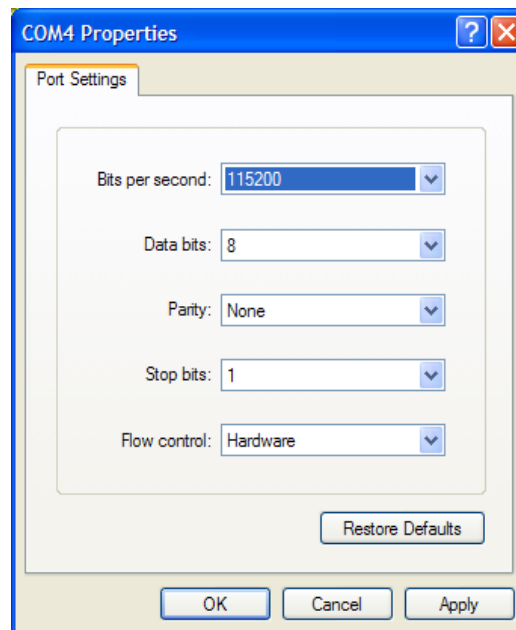 COM4 Properties
Port Settings
Bits per second: 115200
Data bits: 8
Parity: None
Stop bits: 1
Flow control: Hardware
Restore Defaults
OK Cancel Apply